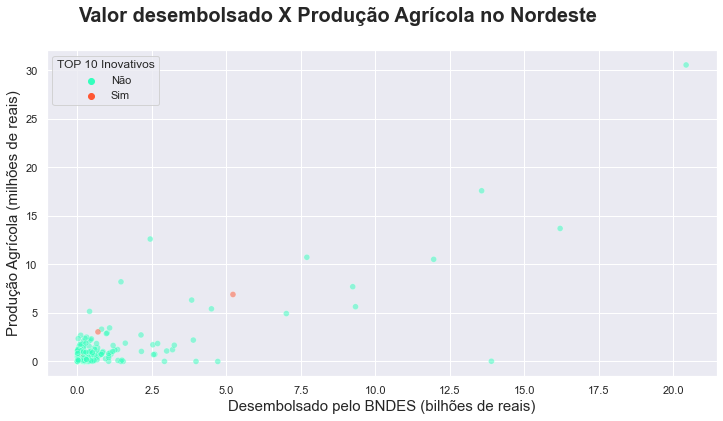 Valor desembolsado X Produção Agrícola no Nordeste
TOP 10 Inovativos
Não
Sim
Produção Agrícola (milhões de reais)
30
25
20
15
10
5
0
0.0 2.5 5.0 7.5 10.0 12.5 15.0 17.5 20.0
Desembolsado pelo BNDES (bilhões de reais)